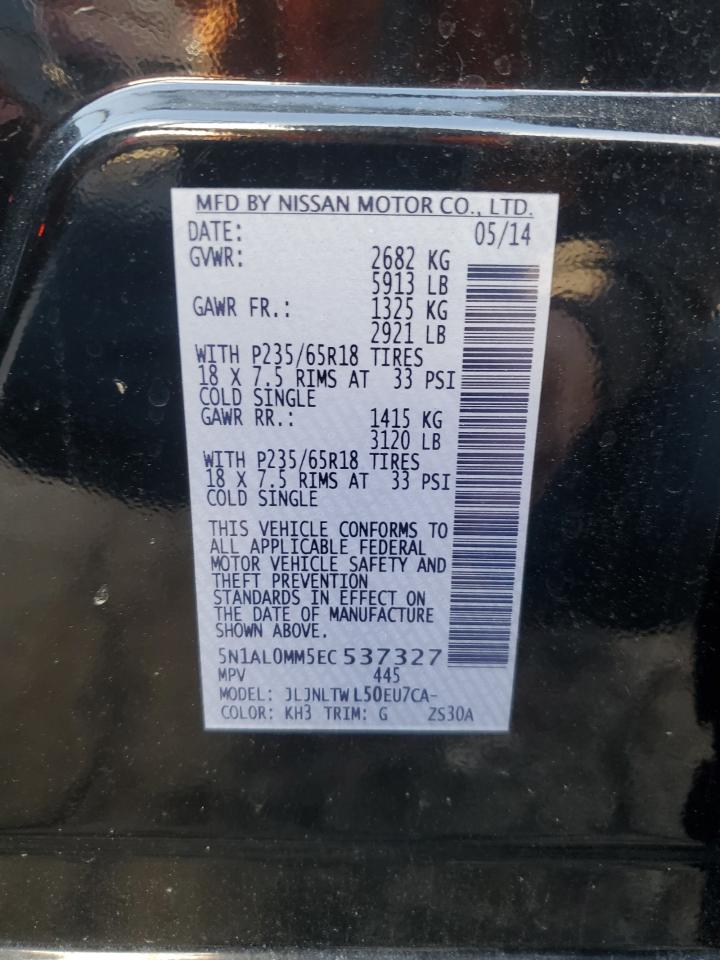 MFD BY NISSAN MOTOR CO., LTD.
DATE: 05/14
GVWR: 2682 KG
5913 LB
GAWR FR.: 1325 KG
2921 LB
WITH P235/65R18 TIRES
18 X 7.5 RIMS AT 33 PSI
COLD SINGLE
GAWR RR.: 1415 KG
3120 LB
WITH P235/65R18 TIRES
18 X 7.5 RIMS AT 33 PSI
COLD SINGLE
THIS VEHICLE CONFORMS TO
ALL APPLICABLE FEDERAL
MOTOR VEHICLE SAFETY AND
THEFT PREVENTION
STANDARDS IN EFFECT ON
THE DATE OF MANUFACTURE
SHOWN ABOVE.
5N1AL0MM5EC 537327
MPV 445
MODEL: JLJNLTW L50EU7CA-
COLOR: KH3 TRIM: G ZS30A